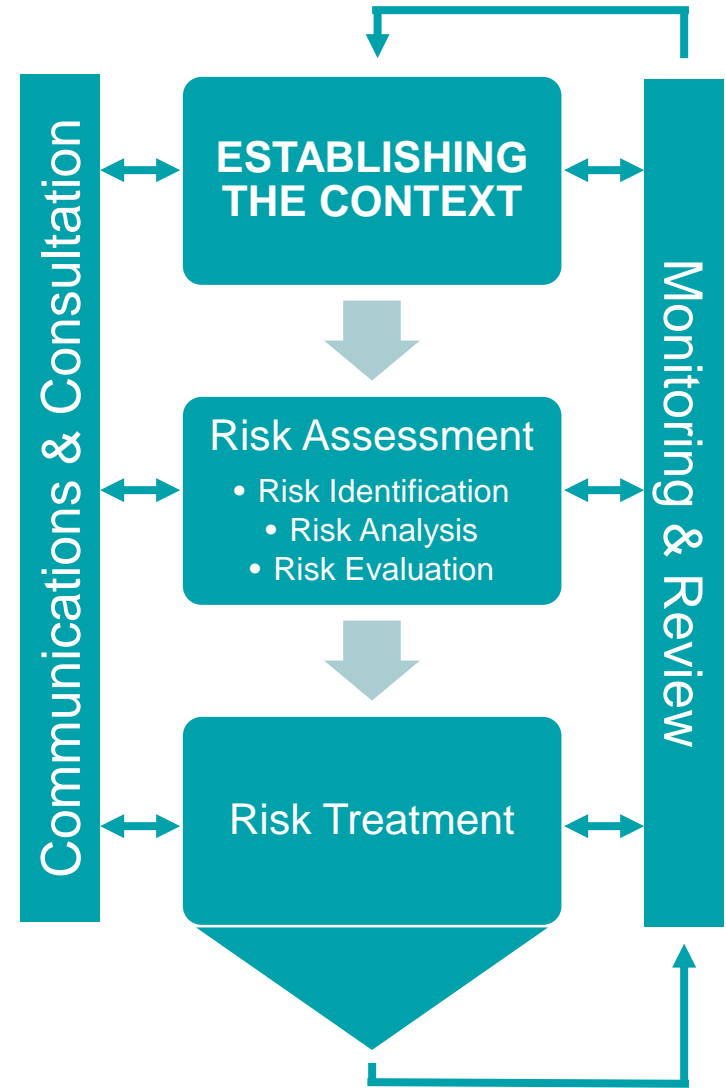 Communications & Consultation
ESTABLISHING
THE CONTEXT
Risk Assessment
• Risk Identification
• Risk Analysis
• Risk Evaluation
Risk Treatment
Monitoring & Review